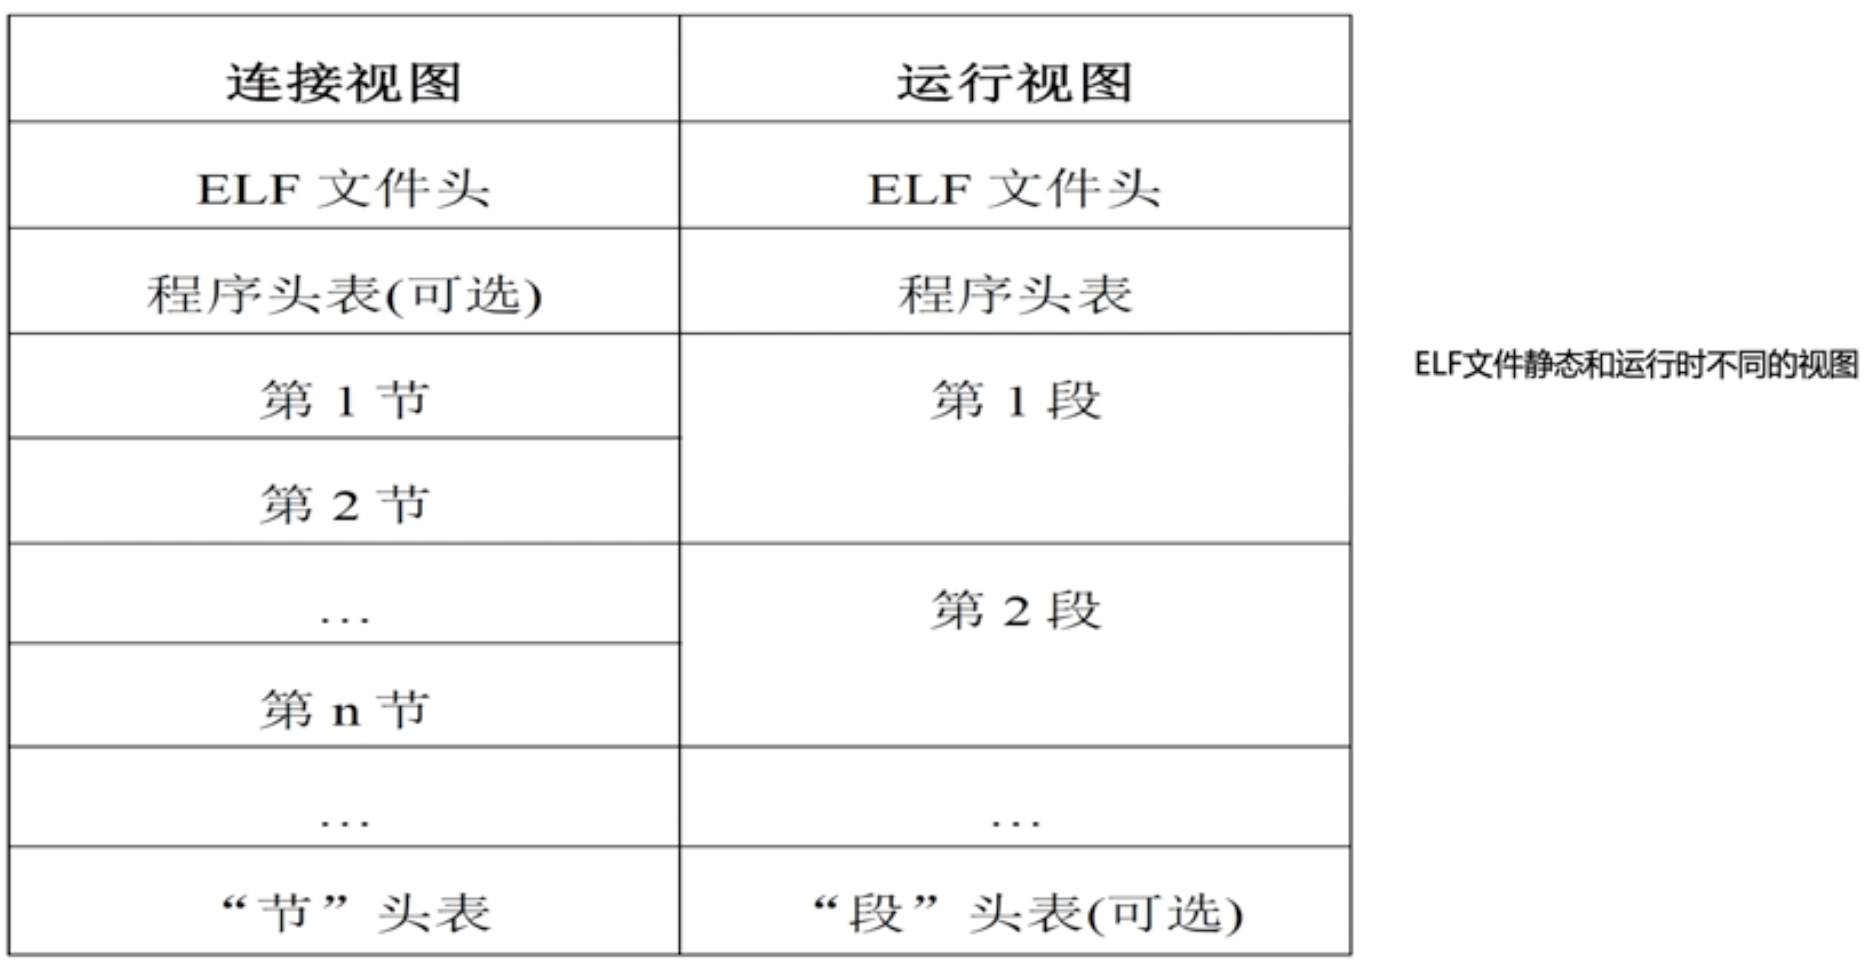 连接视图 运行视图
ELF 文件头 ELF 文件头
程序头表(可选) 程序头表
第 1 节 第 1 段
ELF文件静态和运行时不同的视图
第 2 节
… 第 2 段
第 n 节
… …
“节”头表 “段”头表(可选)